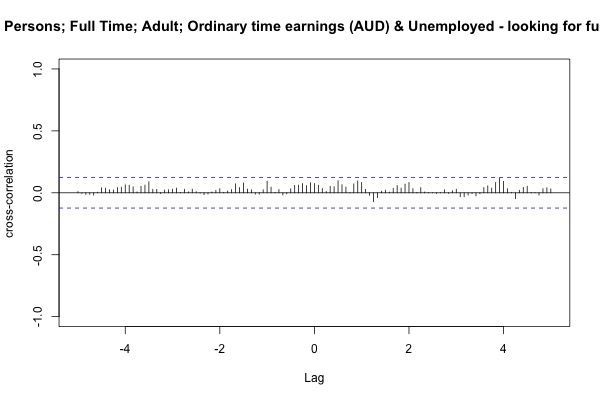 Persons; Full Time; Adult; Ordinary time earnings (AUD) & Unemployed - looking for fu
cross-correlation
1.0
0.5
0.0
-0.5
-1.0
-4 -2 0 2 4
Lag